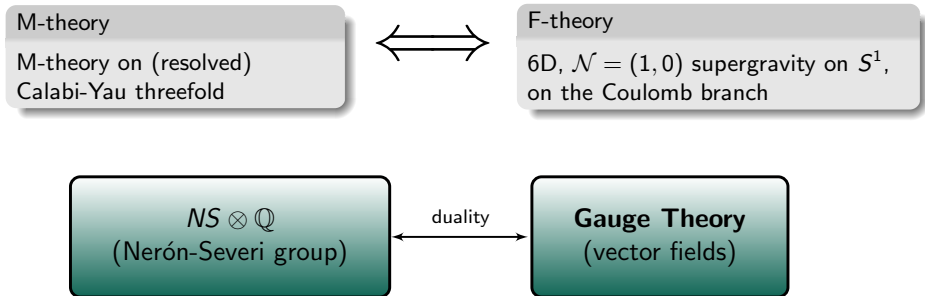 M-theory
M-theory on (resolved)
Calabi-Yau threefold
F-theory
6D, 𝒩 = (1, 0) supergravity on S¹,
on the Coulomb branch
NS ⊗ ℚ
(Nerón-Severi group)
duality
Gauge Theory
(vector fields)